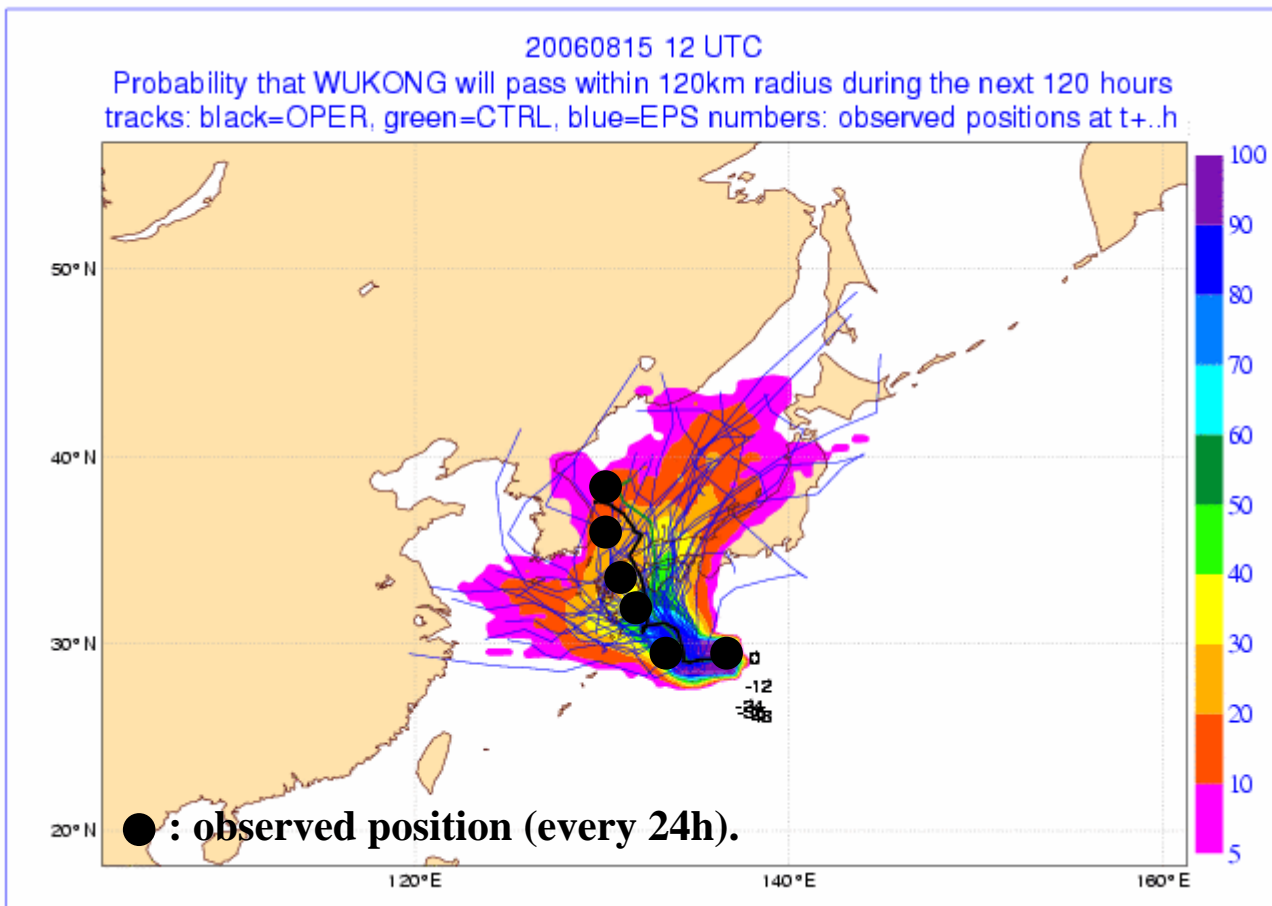 20060815 12 UTC
Probability that WUKONG will pass within 120km radius during the next 120 hours
tracks: black=OPER, green=CTRL, blue=EPS numbers: observed positions at t+..h
100
90
80
70
60
50
40
30
20
10
5
50°N
40°N
30°N
20°N
0
-12
120°E
140°E
160°E
● : observed position (every 24h).